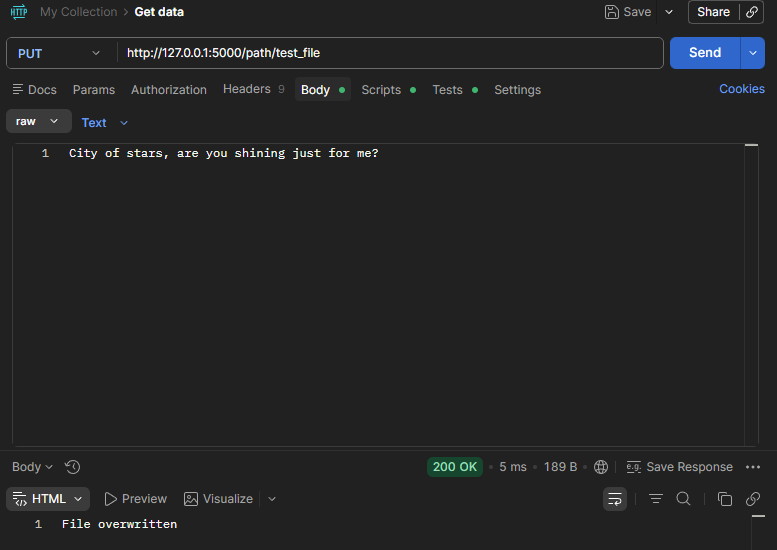 HTTP My Collection > Get data Save Share
PUT http://127.0.0.1:5000/path/test_file Send
Docs Params Authorization Headers 9 Body Scripts Tests Settings Cookies
raw Text
1 City of stars, are you shining just for me?
Body 200 OK • 5 ms • 189 B e.g. Save Response
HTML Preview Visualize
1 File overwritten